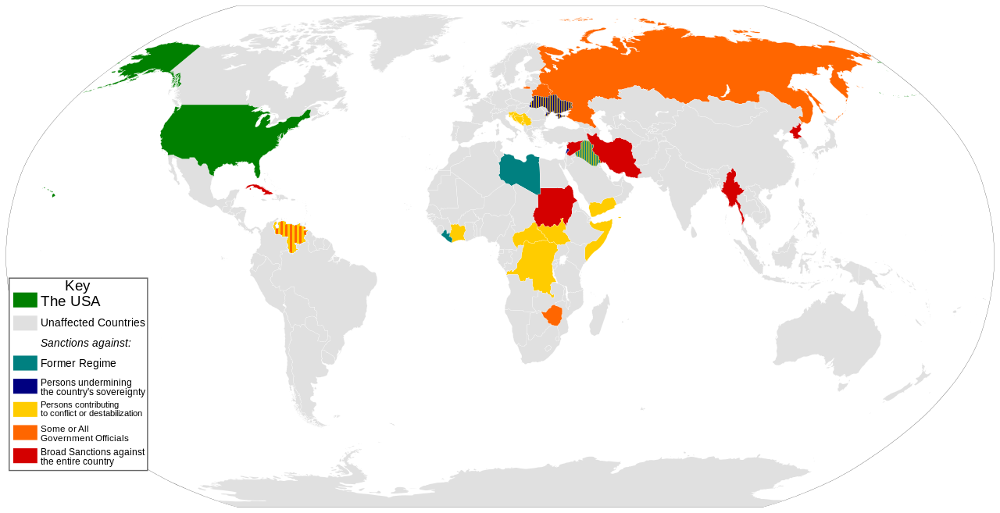 Key
The USA
Unaffected Countries
Sanctions against:
Former Regime
Persons undermining
the country's sovereignty
Persons contributing
to conflict or destabilization
Some or All
Government Officials
Broad Sanctions against
the entire country